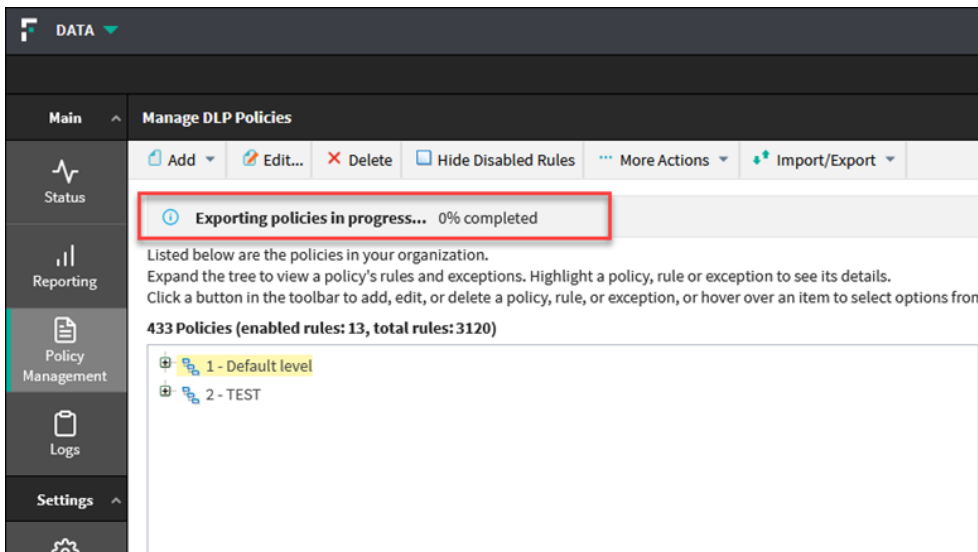 DATA
Main
Manage DLP Policies
Add
Edit...
Delete
Hide Disabled Rules
More Actions
Import/Export
Status
Exporting policies in progress... 0% completed
Listed below are the policies in your organization.
Reporting
Expand the tree to view a policy's rules and exceptions. Highlight a policy, rule or exception to see its details.
Click a button in the toolbar to add, edit, or delete a policy, rule, or exception, or hover over an item to select options from
433 Policies (enabled rules: 13, total rules: 3120)
Policy
Management
1 - Default level
2 - TEST
Logs
Settings